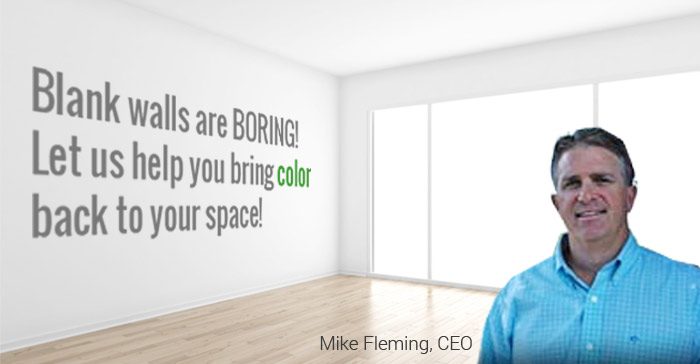 Blank walls are BORING!
Let us help you bring color
back to your space!
Mike Fleming, CEO